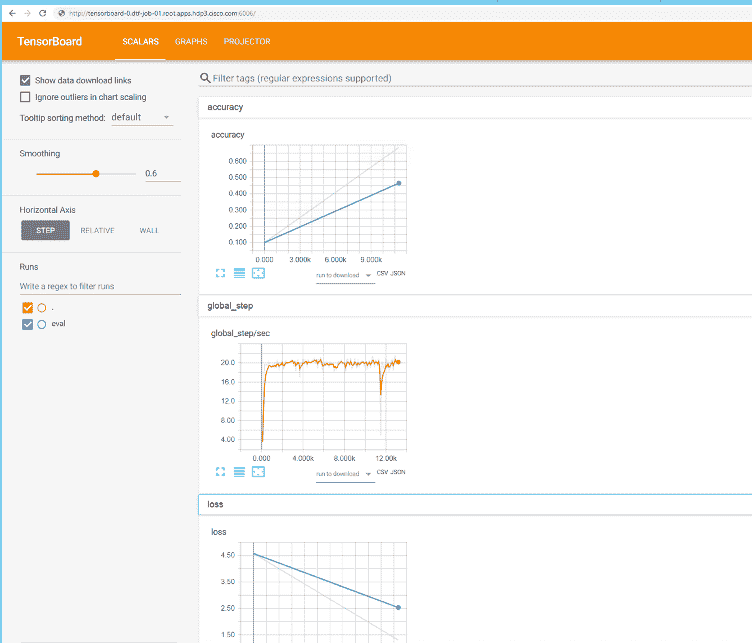 http://tensorboard-0.dtf-job-01.root.apps.hdp3.cisco.com:6006/
TensorBoard SCALARS GRAPHS PROJECTOR
Show data download links
Ignore outliers in chart scaling
Tooltip sorting method: default
Smoothing
0.6
Horizontal Axis
STEP RELATIVE WALL
Runs
Write a regex to filter runs
.
eval
Filter tags (regular expressions supported)
accuracy
accuracy
0.600
0.500
0.400
0.300
0.200
0.100
0.000 3.000k 6.000k 9.000k
run to download CSV JSON
global_step
global_step/sec
20.0
16.0
12.0
8.00
4.00
0.000 4.000k 8.000k 12.00k
run to download CSV JSON
loss
loss
4.50
3.50
2.50
1.50